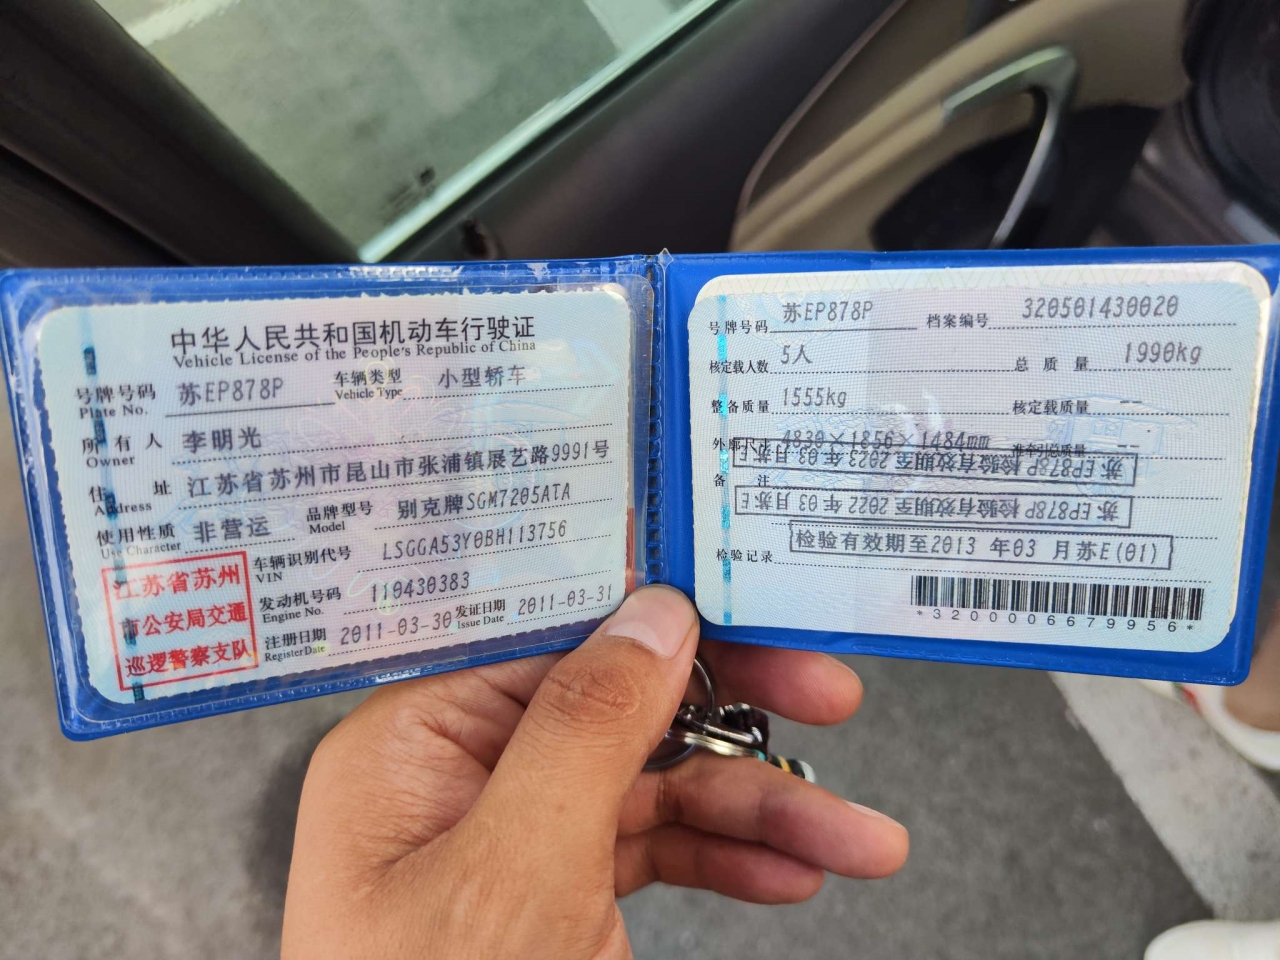 中华人民共和国机动车行驶证
Vehicle License of the People's Republic of China
号牌号码 苏EP878P 车辆类型 小型轿车
Plate No. Vehicle Type
所有人 李明光
Owner
住址 江苏省苏州市昆山市张浦镇展艺路9991号
Address
使用性质 非营运 品牌型号 别克牌SGM7205ATA
Use Character Model
江苏省苏州
市公安局交通
巡逻警察支队
车辆识别代号 LSGGA53Y0BH113756
VIN
发动机号码 110430383
Engine No.
注册日期 2011-03-30 发证日期 2011-03-31
Register Date Issue Date
号牌号码 苏EP878P 档案编号 320501430020
核定载人数 5人 总质量 1990kg
整备质量 1555kg 核定载质量 --
外廓尺寸 4830×1856×1484mm 准牵引总质量 --
苏EP878P 检验有效期至2023年03月苏E
备注
苏EP878P 检验有效期至2022年03月苏E
检验有效期至2013 年03 月苏E(01)
检验记录
*3200006679956*